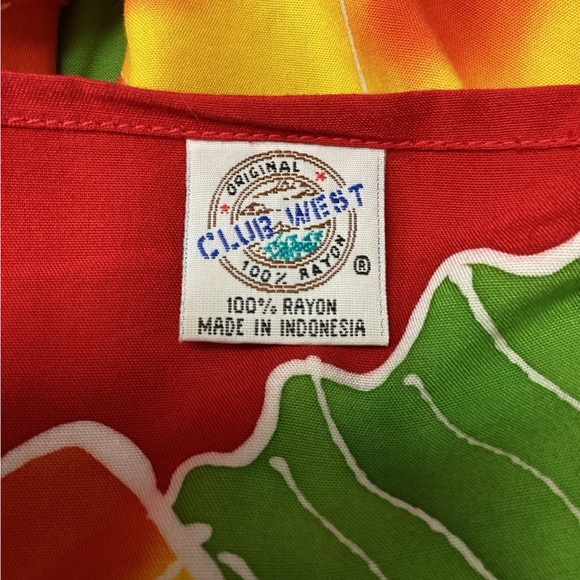 ORIGINAL
CLUB WEST
100% RAYON
®
100% RAYON
MADE IN INDONESIA